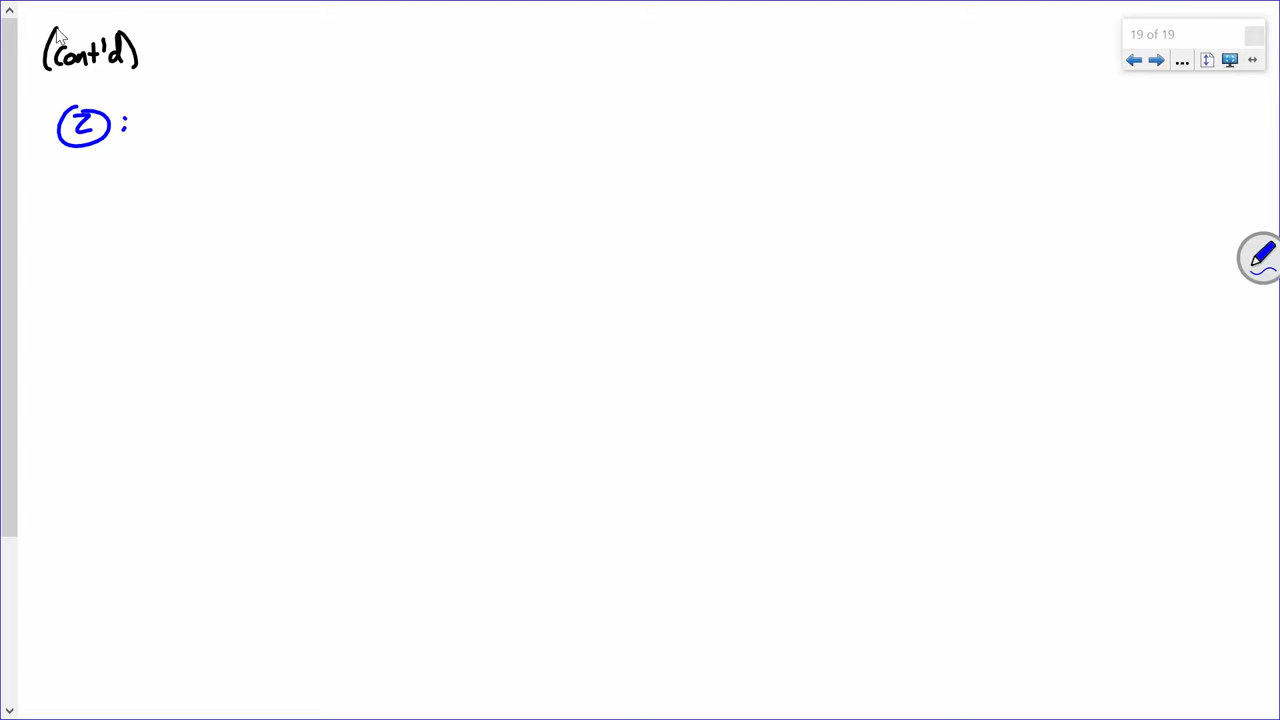 (cont'd)
19 of 19
...
2 :